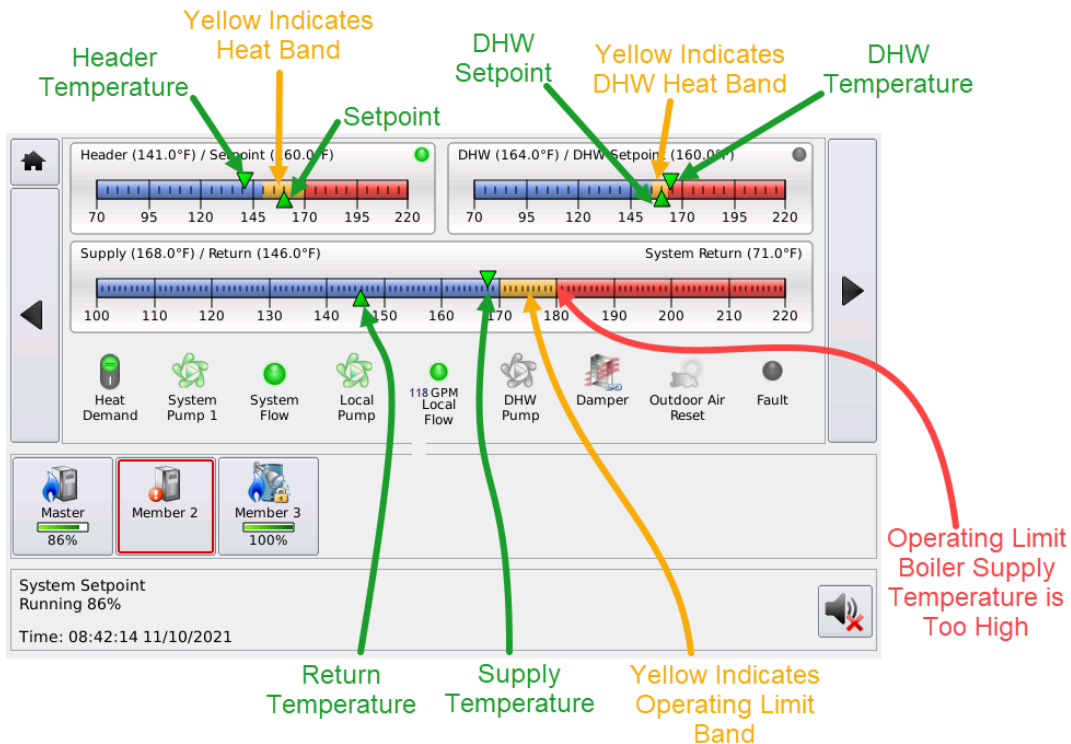 Yellow Indicates
Heat Band
Header
Temperature
Setpoint
DHW
Setpoint
Yellow Indicates
DHW Heat Band
DHW
Temperature
Header (141.0°F) / Setpoint (160.0°F)
70 95 120 145 170 195 220
DHW (164.0°F) / DHW Setpoint (160.0°F)
70 95 120 145 170 195 220
Supply (168.0°F) / Return (146.0°F)
System Return (71.0°F)
100 110 120 130 140 150 160 170 180 190 200 210 220
Heat
Demand
System
Pump 1
System
Flow
Local
Pump
118 GPM
Local
Flow
DHW
Pump
Damper
Outdoor Air
Reset
Fault
Master
86%
Member 2
Member 3
100%
Operating Limit
Boiler Supply
Temperature is
Too High
System Setpoint
Running 86%
Time: 08:42:14 11/10/2021
Return
Temperature
Supply
Temperature
Yellow Indicates
Operating Limit
Band